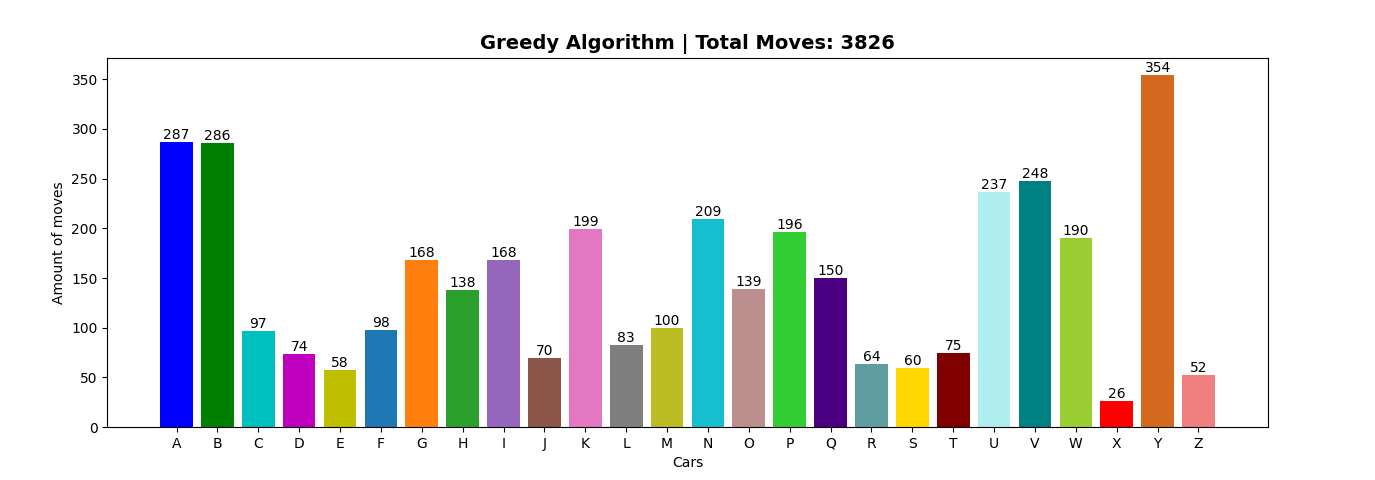 Greedy Algorithm | Total Moves: 3826
Amount of moves
350
300
250
200
150
100
50
0
287 286 97 74 58 98 168 138 168 70 199 83 100 209 139 196 150 64 60 75 237 248 190 26 354 52
A B C D E F G H I J K L M N O P Q R S T U V W X Y Z
Cars